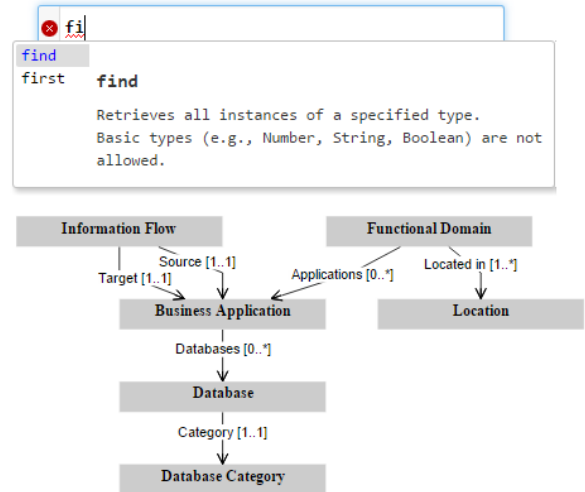 fi
find
first
find
Retrieves all instances of a specified type.
Basic types (e.g., Number, String, Boolean) are not
allowed.
Information Flow
Functional Domain
Source [1..1]
Target [1..1]
Applications [0..*]
Located in [1..*]
Business Application
Location
Databases [0..*]
Database
Category [1..1]
Database Category